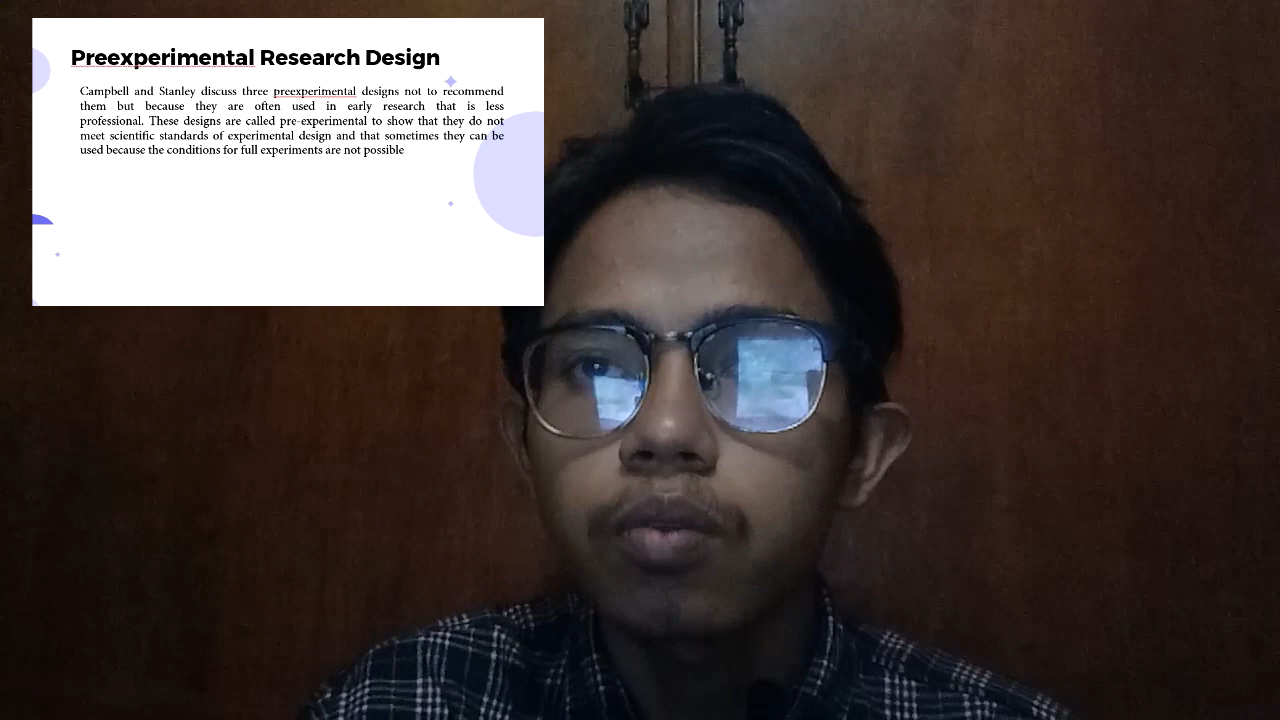 Preexperimental Research Design
Campbell and Stanley discuss three preexperimental designs not to recommend
them but because they are often used in early research that is less
professional. These designs are called pre-experimental to show that they do not
meet scientific standards of experimental design and that sometimes they can be
used because the conditions for full experiments are not possible